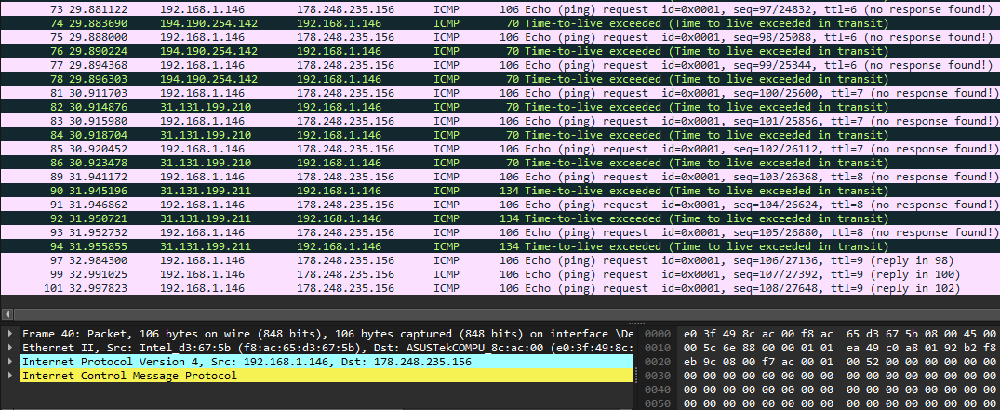 73 29.881122 192.168.1.146 178.248.235.156 ICMP 106 Echo (ping) request id=0x0001, seq=97/24832, ttl=6 (no response found!)
74 29.883690 194.190.254.142 192.168.1.146 ICMP 70 Time-to-live exceeded (Time to live exceeded in transit)
75 29.888000 192.168.1.146 178.248.235.156 ICMP 106 Echo (ping) request id=0x0001, seq=98/25088, ttl=6 (no response found!)
76 29.890224 194.190.254.142 192.168.1.146 ICMP 70 Time-to-live exceeded (Time to live exceeded in transit)
77 29.894368 192.168.1.146 178.248.235.156 ICMP 106 Echo (ping) request id=0x0001, seq=99/25344, ttl=6 (no response found!)
78 29.896303 194.190.254.142 192.168.1.146 ICMP 70 Time-to-live exceeded (Time to live exceeded in transit)
81 30.911703 192.168.1.146 178.248.235.156 ICMP 106 Echo (ping) request id=0x0001, seq=100/25600, ttl=7 (no response found!)
82 30.914876 31.131.199.210 192.168.1.146 ICMP 70 Time-to-live exceeded (Time to live exceeded in transit)
83 30.915980 192.168.1.146 178.248.235.156 ICMP 106 Echo (ping) request id=0x0001, seq=101/25856, ttl=7 (no response found!)
84 30.918704 31.131.199.210 192.168.1.146 ICMP 70 Time-to-live exceeded (Time to live exceeded in transit)
85 30.920452 192.168.1.146 178.248.235.156 ICMP 106 Echo (ping) request id=0x0001, seq=102/26112, ttl=7 (no response found!)
86 30.923478 31.131.199.210 192.168.1.146 ICMP 70 Time-to-live exceeded (Time to live exceeded in transit)
89 31.941172 192.168.1.146 178.248.235.156 ICMP 106 Echo (ping) request id=0x0001, seq=103/26368, ttl=8 (no response found!)
90 31.945196 31.131.199.211 192.168.1.146 ICMP 134 Time-to-live exceeded (Time to live exceeded in transit)
91 31.946862 192.168.1.146 178.248.235.156 ICMP 106 Echo (ping) request id=0x0001, seq=104/26624, ttl=8 (no response found!)
92 31.950721 31.131.199.211 192.168.1.146 ICMP 134 Time-to-live exceeded (Time to live exceeded in transit)
93 31.952732 192.168.1.146 178.248.235.156 ICMP 106 Echo (ping) request id=0x0001, seq=105/26880, ttl=8 (no response found!)
94 31.955855 31.131.199.211 192.168.1.146 ICMP 134 Time-to-live exceeded (Time to live exceeded in transit)
97 32.984300 192.168.1.146 178.248.235.156 ICMP 106 Echo (ping) request id=0x0001, seq=106/27136, ttl=9 (reply in 98)
99 32.991025 192.168.1.146 178.248.235.156 ICMP 106 Echo (ping) request id=0x0001, seq=107/27392, ttl=9 (reply in 100)
101 32.997823 192.168.1.146 178.248.235.156 ICMP 106 Echo (ping) request id=0x0001, seq=108/27648, ttl=9 (reply in 102)
Frame 40: Packet, 106 bytes on wire (848 bits), 106 bytes captured (848 bits) on interface \De
Ethernet II, Src: Intel_d3:67:5b (f8:ac:65:d3:67:5b), Dst: ASUSTekCOMPU_8c:ac:00 (e0:3f:49:8c:
Internet Protocol Version 4, Src: 192.168.1.146, Dst: 178.248.235.156
Internet Control Message Protocol
0000 e0 3f 49 8c ac 00 f8 ac 65 d3 67 5b 08 00 45 00
0010 00 5c 6e 88 00 00 01 01 ea 49 c0 a8 01 92 b2 f8
0020 eb 9c 08 00 f7 ac 00 01 00 52 00 00 00 00 00 00
0030 00 00 00 00 00 00 00 00 00 00 00 00 00 00 00 00
0040 00 00 00 00 00 00 00 00 00 00 00 00 00 00 00 00
0050 00 00 00 00 00 00 00 00 00 00 00 00 00 00 00 00